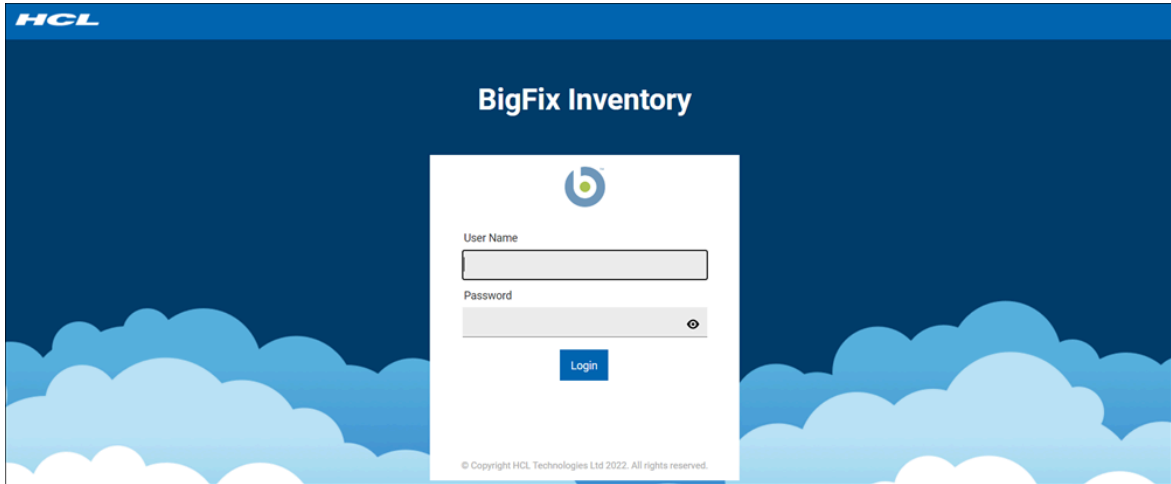 HCL
BigFix Inventory
User Name
Password
Login
© Copyright HCL Technologies Ltd 2022. All rights reserved.